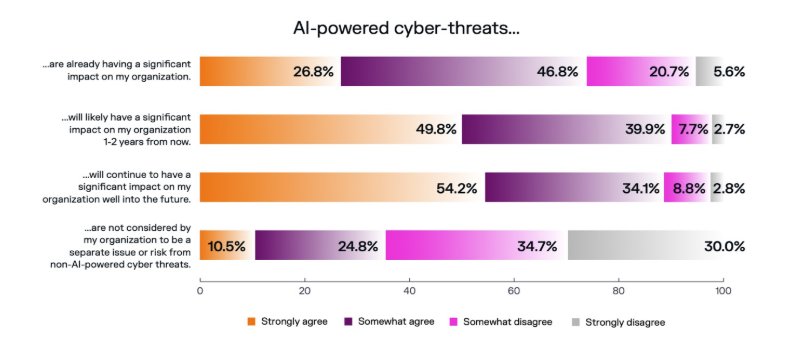 AI-powered cyber-threats...
...are already having a significant
impact on my organization.
26.8% 46.8% 20.7% 5.6%
...will likely have a significant
impact on my organization
1-2 years from now.
49.8% 39.9% 7.7% 2.7%
...will continue to have a
significant impact on my
organization well into the future.
54.2% 34.1% 8.8% 2.8%
...are not considered by
my organization to be a
separate issue or risk from
non-AI-powered cyber threats.
10.5% 24.8% 34.7% 30.0%
0 20 40 60 80 100
Strongly agree Somewhat agree Somewhat disagree Strongly disagree